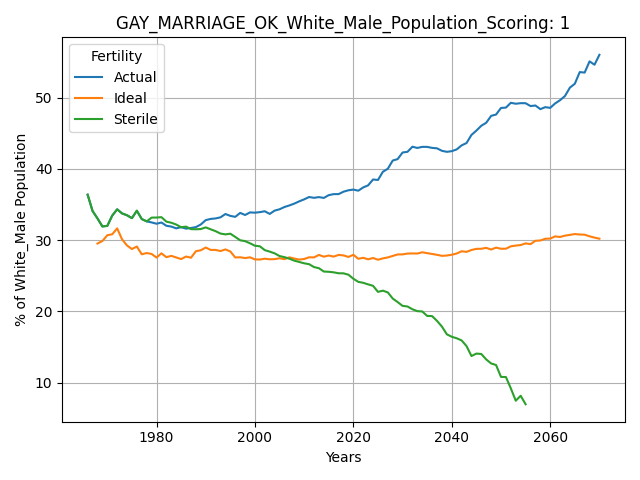 GAY_MARRIAGE_OK_White_Male_Population_Scoring: 1
Fertility
Actual
Ideal
Sterile
% of White_Male Population
50
40
30
20
10
1980 2000 2020 2040 2060
Years